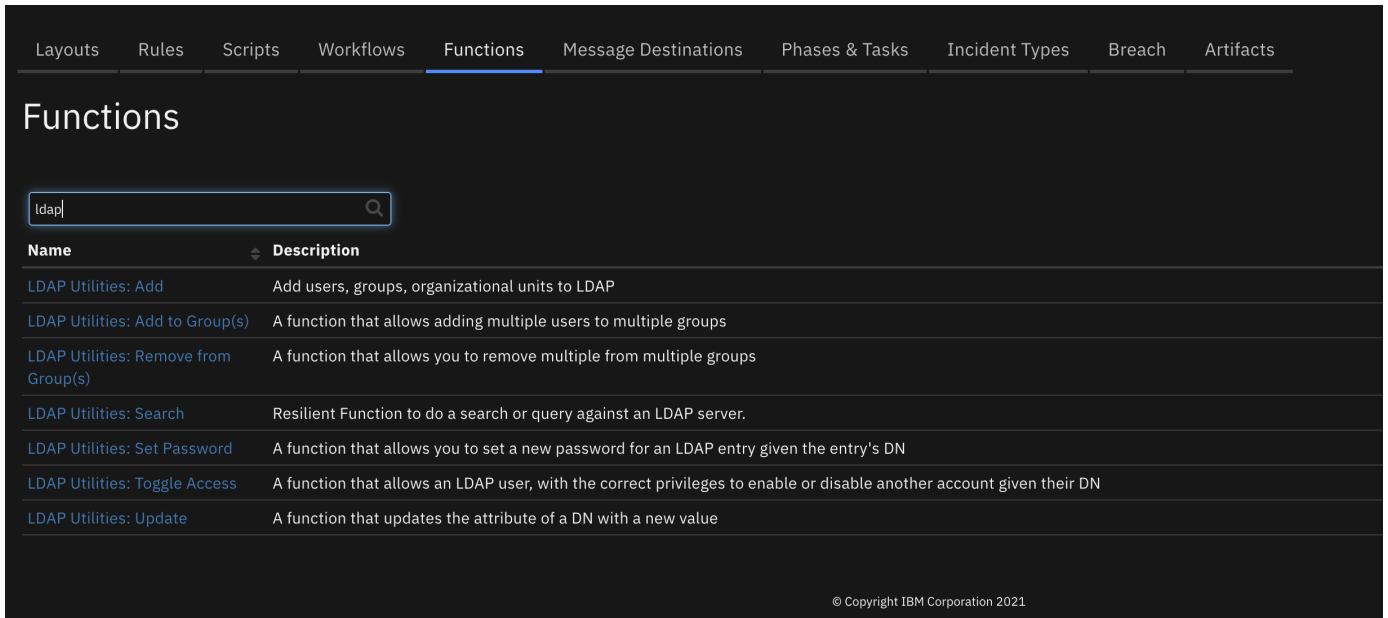 Layouts Rules Scripts Workflows Functions Message Destinations Phases & Tasks Incident Types Breach Artifacts
Functions
ldap
Name Description
LDAP Utilities: Add Add users, groups, organizational units to LDAP
LDAP Utilities: Add to Group(s) A function that allows adding multiple users to multiple groups
LDAP Utilities: Remove from A function that allows you to remove multiple from multiple groups
Group(s)
LDAP Utilities: Search Resilient Function to do a search or query against an LDAP server.
LDAP Utilities: Set Password A function that allows you to set a new password for an LDAP entry given the entry's DN
LDAP Utilities: Toggle Access A function that allows an LDAP user, with the correct privileges to enable or disable another account given their DN
LDAP Utilities: Update A function that updates the attribute of a DN with a new value
© Copyright IBM Corporation 2021